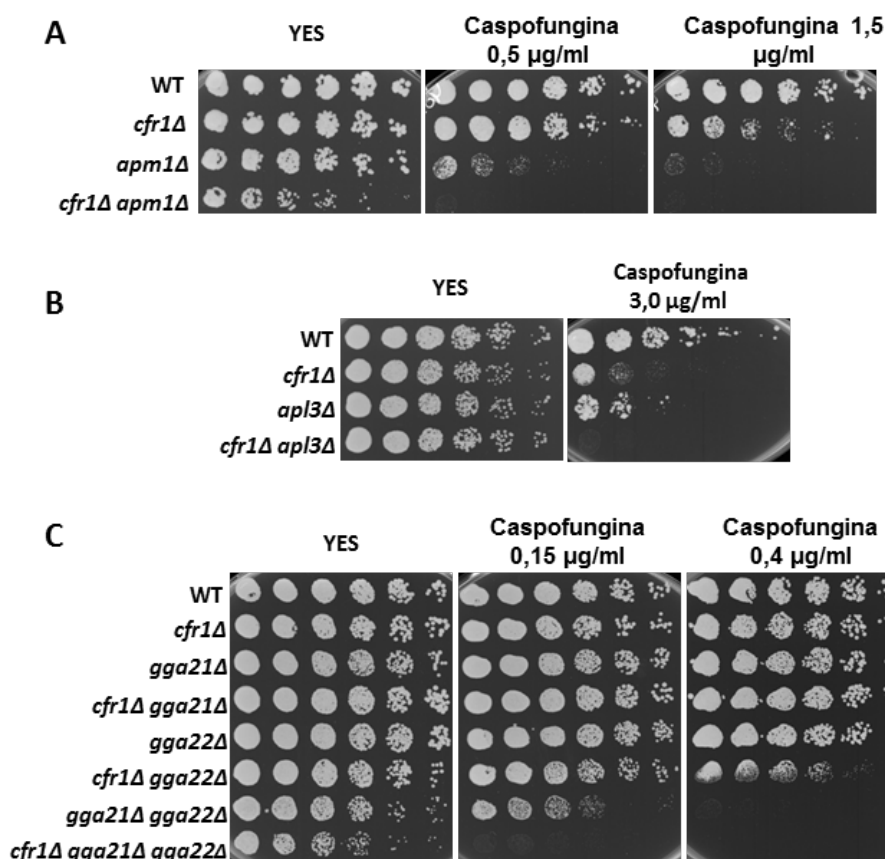 A
YES
Caspofungina
0,5 µg/ml
Caspofungina 1,5
µg/ml
WT
cfr1Δ
apm1Δ
cfr1Δ apm1Δ
B
YES
Caspofungina
3,0 µg/ml
WT
cfr1Δ
apl3Δ
cfr1Δ apl3Δ
C
YES
Caspofungina
0,15 µg/ml
Caspofungina
0,4 µg/ml
WT
cfr1Δ
gga21Δ
cfr1Δ gga21Δ
gga22Δ
cfr1Δ gga22Δ
gga21Δ gga22Δ
cfr1Δ gga21Δ gga22Δ